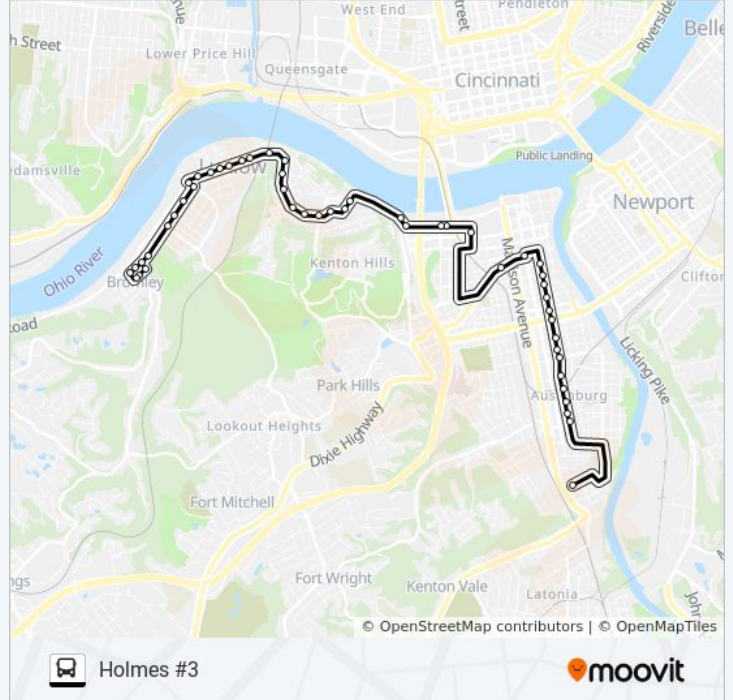 West End
Pendleton
h Street
Lower Price Hill
Queensgate
Cincinnati
Riverside
Belle
edamsville
Public Landing
Newport
Ohio River
Kenton Hills
Clifton
oad
Madison Avenue
Licking Pike
Park Hills
Lookout Heights
Dixie Highway
Fort Mitchell
ngs
Fort Wright
Kenton Vale
Latonia
John
© OpenStreetMap contributors | © OpenMapTiles
Holmes #3
moovit